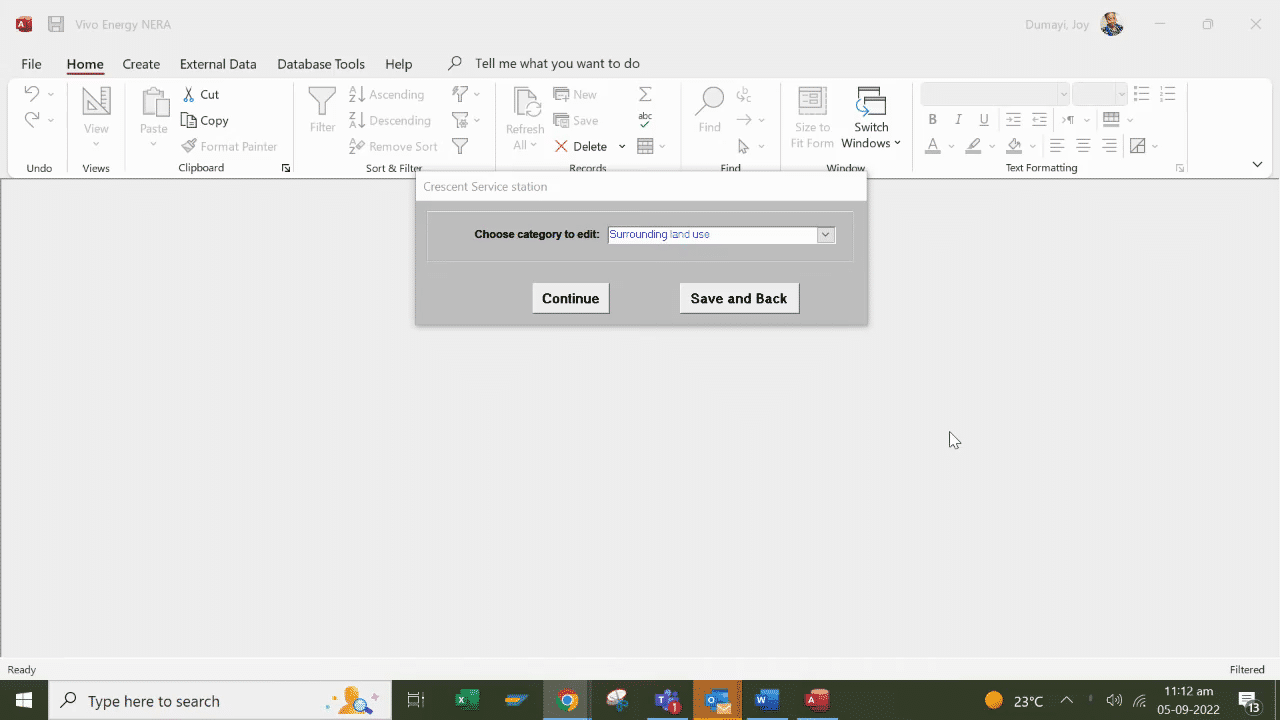 Vivo Energy NERA
Dumayi, Joy
File Home Create External Data Database Tools Help Tell me what you want to do
Undo
View
Views
Paste
Cut
Copy
Format Painter
Clipboard
Filter
Ascending
Descending
Remove Sort
Sort & Filter
Refresh
All
New
Save
Delete
abc
Records
Find
Find
Size to
Fit Form
Switch
Windows
Window
B I U
A
Text Formatting
Crescent Service station
Choose category to edit: Surrounding land use
Continue Save and Back
Ready Filtered
Type here to search
1
23°C
11:12 am
05-09-2022
13